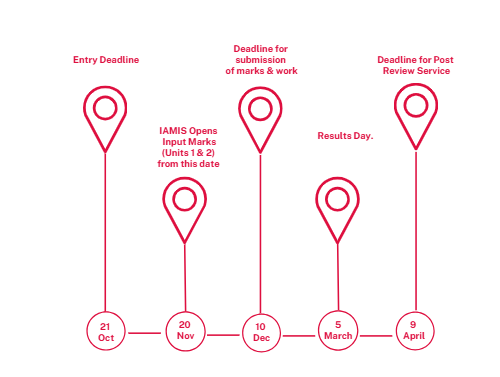 Entry Deadline
IAMIS Opens
Input Marks
(Units 1 & 2)
from this date
Deadline for
submission
of marks & work
Results Day.
Deadline for Post
Review Service
21
Oct
20
Nov
10
Dec
5
March
9
April